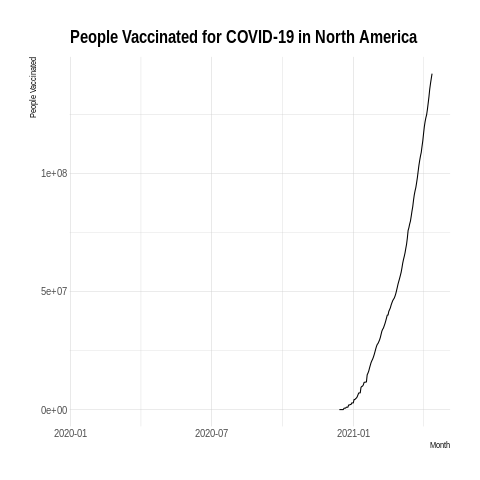 People Vaccinated for COVID-19 in North America
People Vaccinated
1e+08
5e+07
0e+00
2020-01
2020-07
2021-01
Month